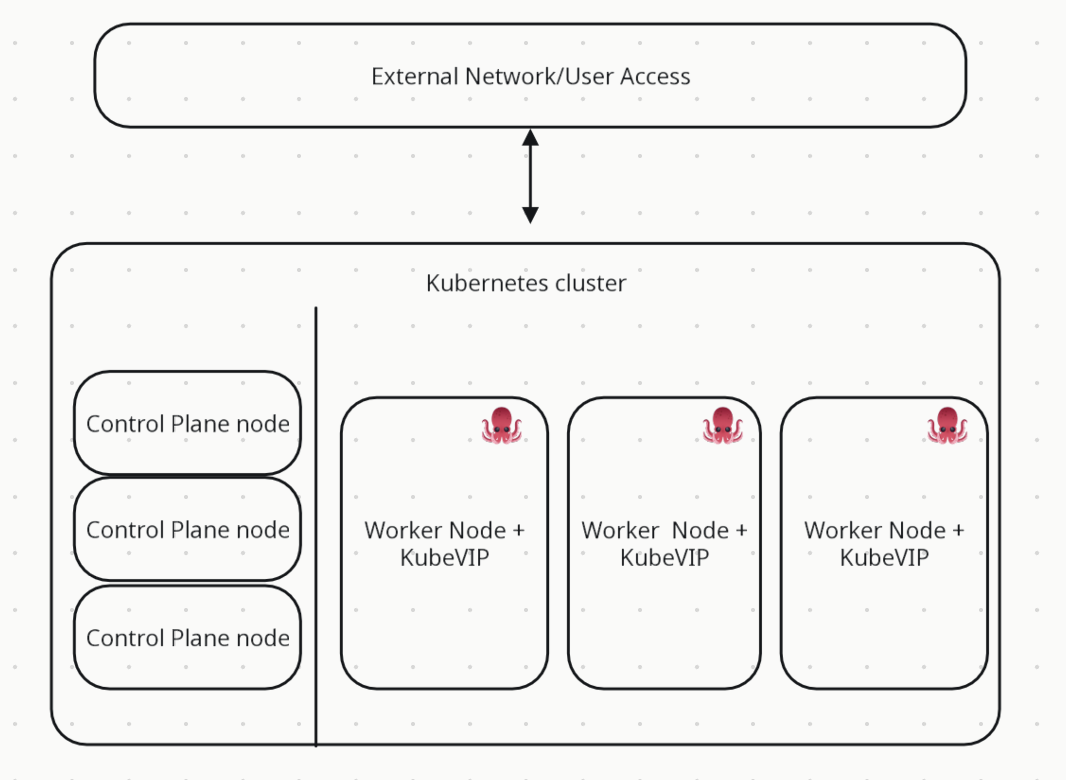 External Network/User Access
Kubernetes cluster
Control Plane node
Control Plane node
Control Plane node
Worker Node +
KubeVIP
Worker  Node +
KubeVIP
Worker Node +
KubeVIP